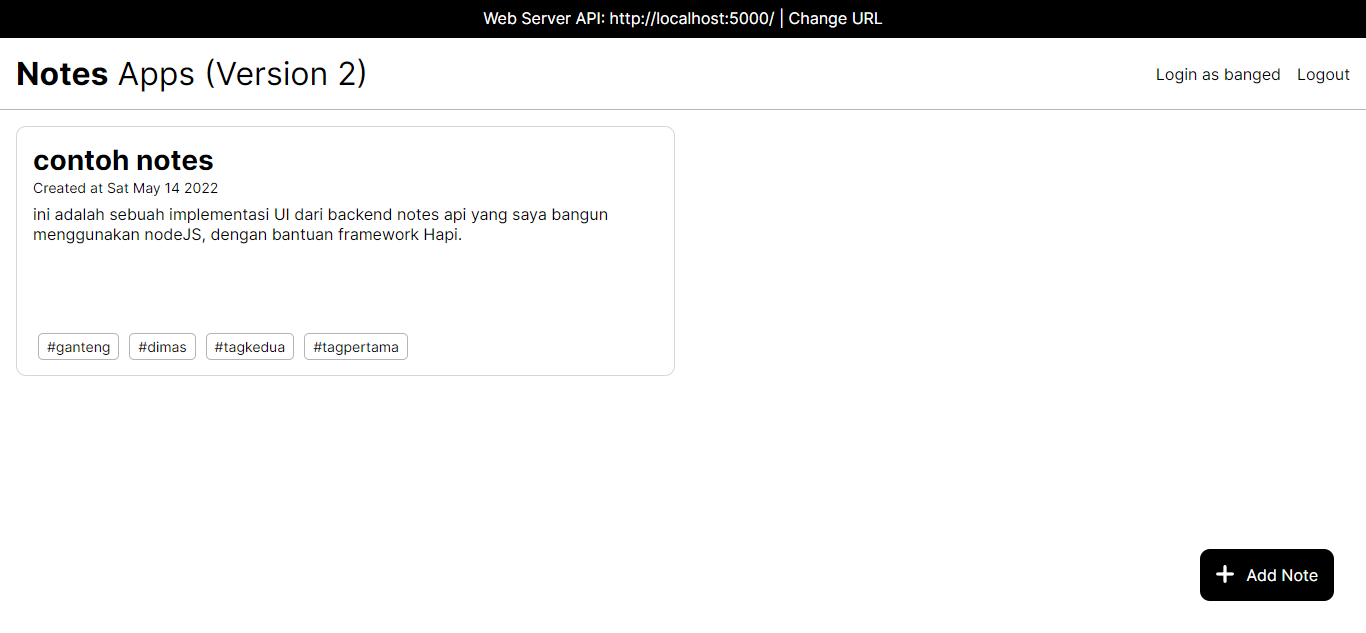 Web Server API: http://localhost:5000/ | Change URL
Notes Apps (Version 2)
Login as banged Logout
contoh notes
Created at Sat May 14 2022
ini adalah sebuah implementasi UI dari backend notes api yang saya bangun
menggunakan nodeJS, dengan bantuan framework Hapi.
#ganteng #dimas #tagkedua #tagpertama
+ Add Note